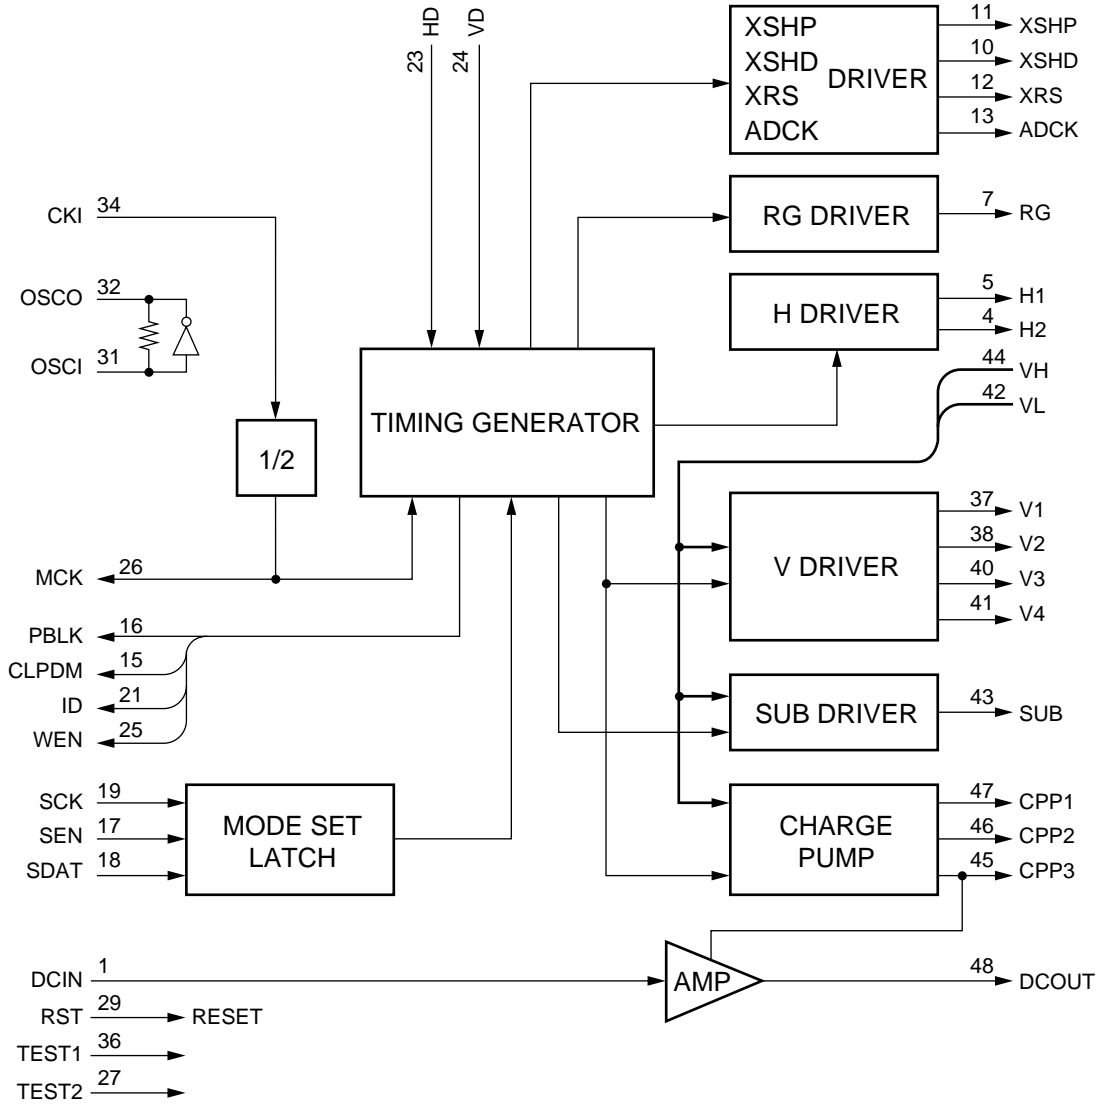 HD
23
VD
24
XSHP
XSHD
XRS
ADCK
DRIVER
11 XSHP
10 XSHD
12 XRS
13 ADCK
CKI 34
RG DRIVER
7 RG
OSCO 32
OSCI 31
H DRIVER
5 H1
4 H2
44 VH
42 VL
TIMING GENERATOR
1/2
V DRIVER
37 V1
38 V2
40 V3
41 V4
MCK 26
PBLK 16
CLPDM 15
ID 21
WEN 25
SUB DRIVER
43 SUB
SCK 19
SEN 17
SDAT 18
MODE SET
LATCH
CHARGE
PUMP
47 CPP1
46 CPP2
45 CPP3
DCIN 1
AMP
48 DCOUT
RST 29 RESET
TEST1 36
TEST2 27